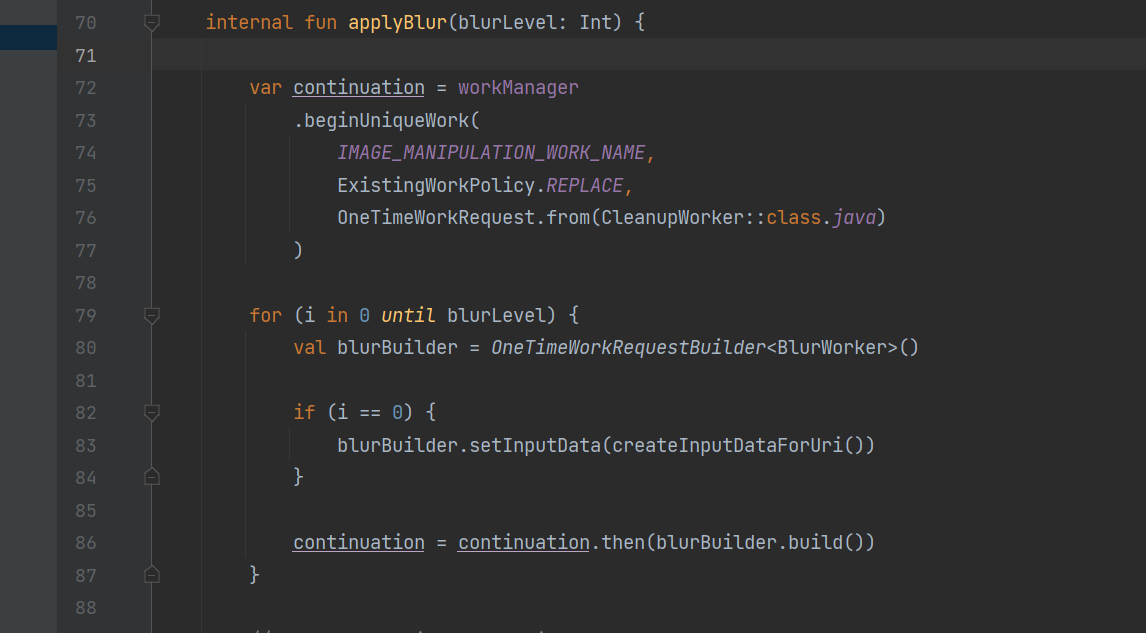 70 internal fun applyBlur(blurLevel: Int) {
71
72 var continuation = workManager
73 .beginUniqueWork(
74 IMAGE_MANIPULATION_WORK_NAME,
75 ExistingWorkPolicy.REPLACE,
76 OneTimeWorkRequest.from(CleanupWorker::class.java)
77 )
78
79 for (i in 0 until blurLevel) {
80 val blurBuilder = OneTimeWorkRequestBuilder<BlurWorker>()
81
82 if (i == 0) {
83 blurBuilder.setInputData(createInputDataForUri())
84 }
85
86 continuation = continuation.then(blurBuilder.build())
87 }
88